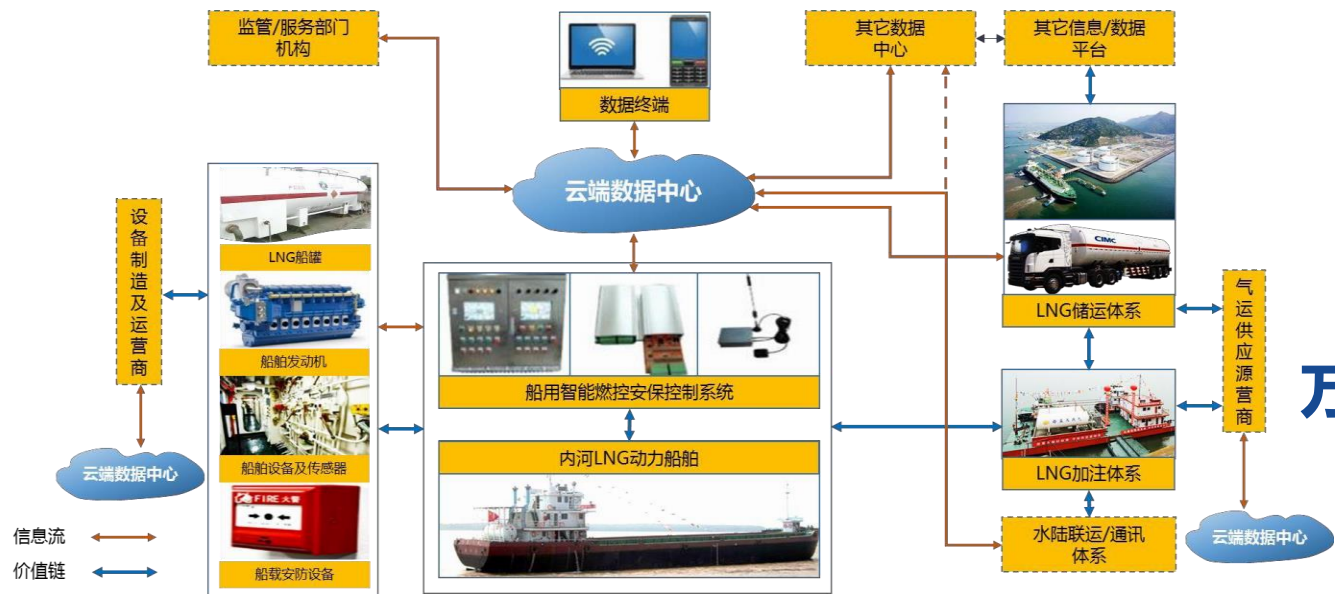 监管/服务部门
机构
其它数据
中心
其它信息/数据
平台
数据终端
云端数据中心
设备制造及运营商
LNG船罐
船舶发动机
船舶设备及传感器
FIRE 火警
船载安防设备
船用智能燃控安保控制系统
内河LNG动力船舶
CIMC
LNG储运体系
LNG加注体系
水陆联运/通讯
体系
气运供应源营商
云端数据中心
云端数据中心
信息流
价值链
万